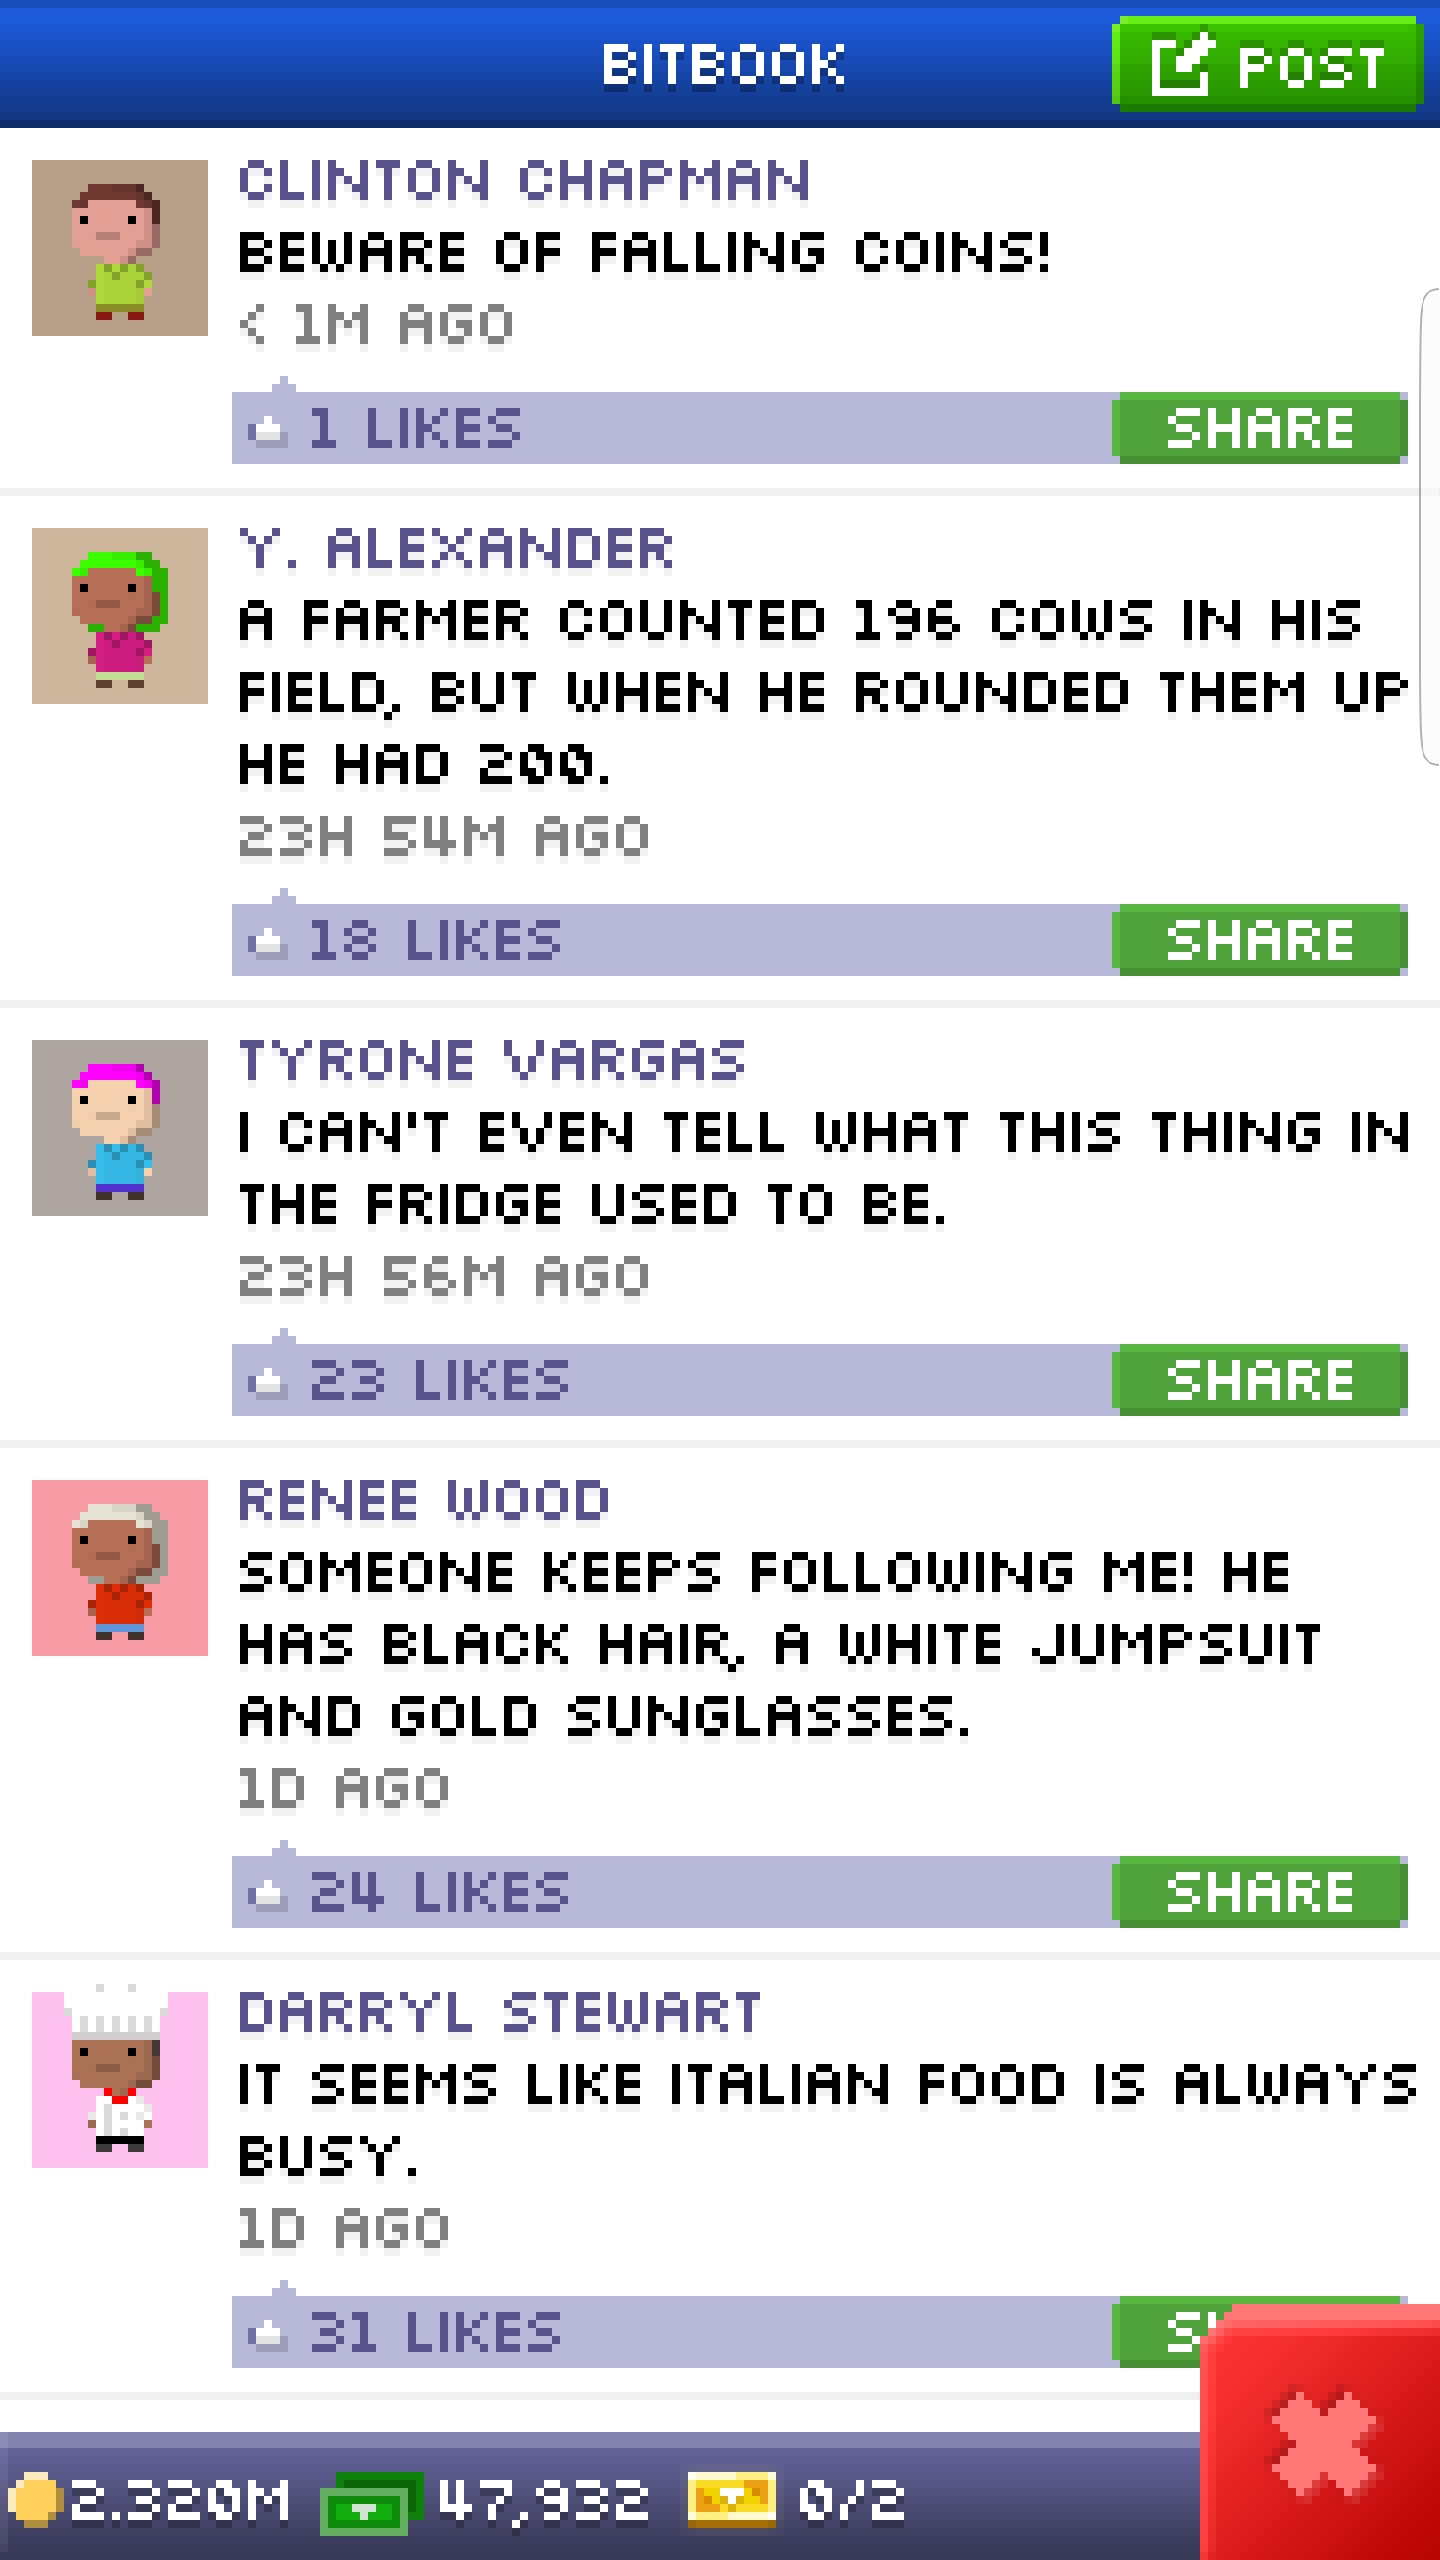 BITBOOK
POST
CLINTON CHAPMAN
BEWARE OF FALLING COINS!
< 1M AGO
1 LIKES
SHARE
Y. ALEXANDER
A FARMER COUNTED 196 COWS IN HIS
FIELD, BUT WHEN HE ROUNDED THEM UP
HE HAD 200.
23H 54M AGO
18 LIKES
SHARE
TYRONE VARGAS
I CAN'T EVEN TELL WHAT THIS THING IN
THE FRIDGE USED TO BE.
23H 56M AGO
23 LIKES
SHARE
RENEE WOOD
SOMEONE KEEPS FOLLOWING ME! HE
HAS BLACK HAIR, A WHITE JUMPSUIT
AND GOLD SUNGLASSES.
1D AGO
24 LIKES
SHARE
DARRYL STEWART
IT SEEMS LIKE ITALIAN FOOD IS ALWAYS
BUSY.
1D AGO
31 LIKES
2.320M 47,932 0/2